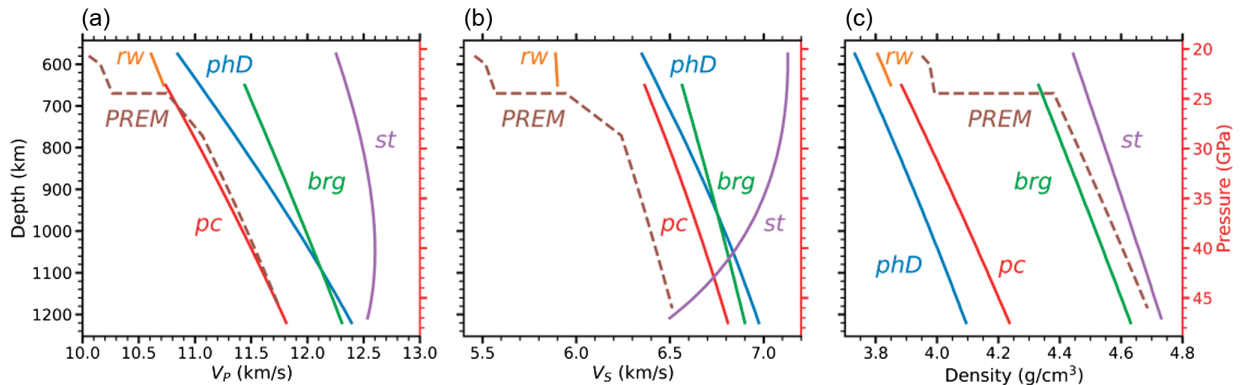 (a)
(b)
(c)
600
700
800
900
1000
1100
1200
Depth (km)
rw
phD
PREM
st
brg
pc
10.0
10.5
11.0
11.5
12.0
12.5
13.0
V_P (km/s)
rw
phD
PREM
brg
pc
st
5.5
6.0
6.5
7.0
V_S (km/s)
rw
PREM
st
brg
phD
pc
3.8
4.0
4.2
4.4
4.6
4.8
Density (g/cm³)
20
25
30
35
40
45
Pressure (GPa)